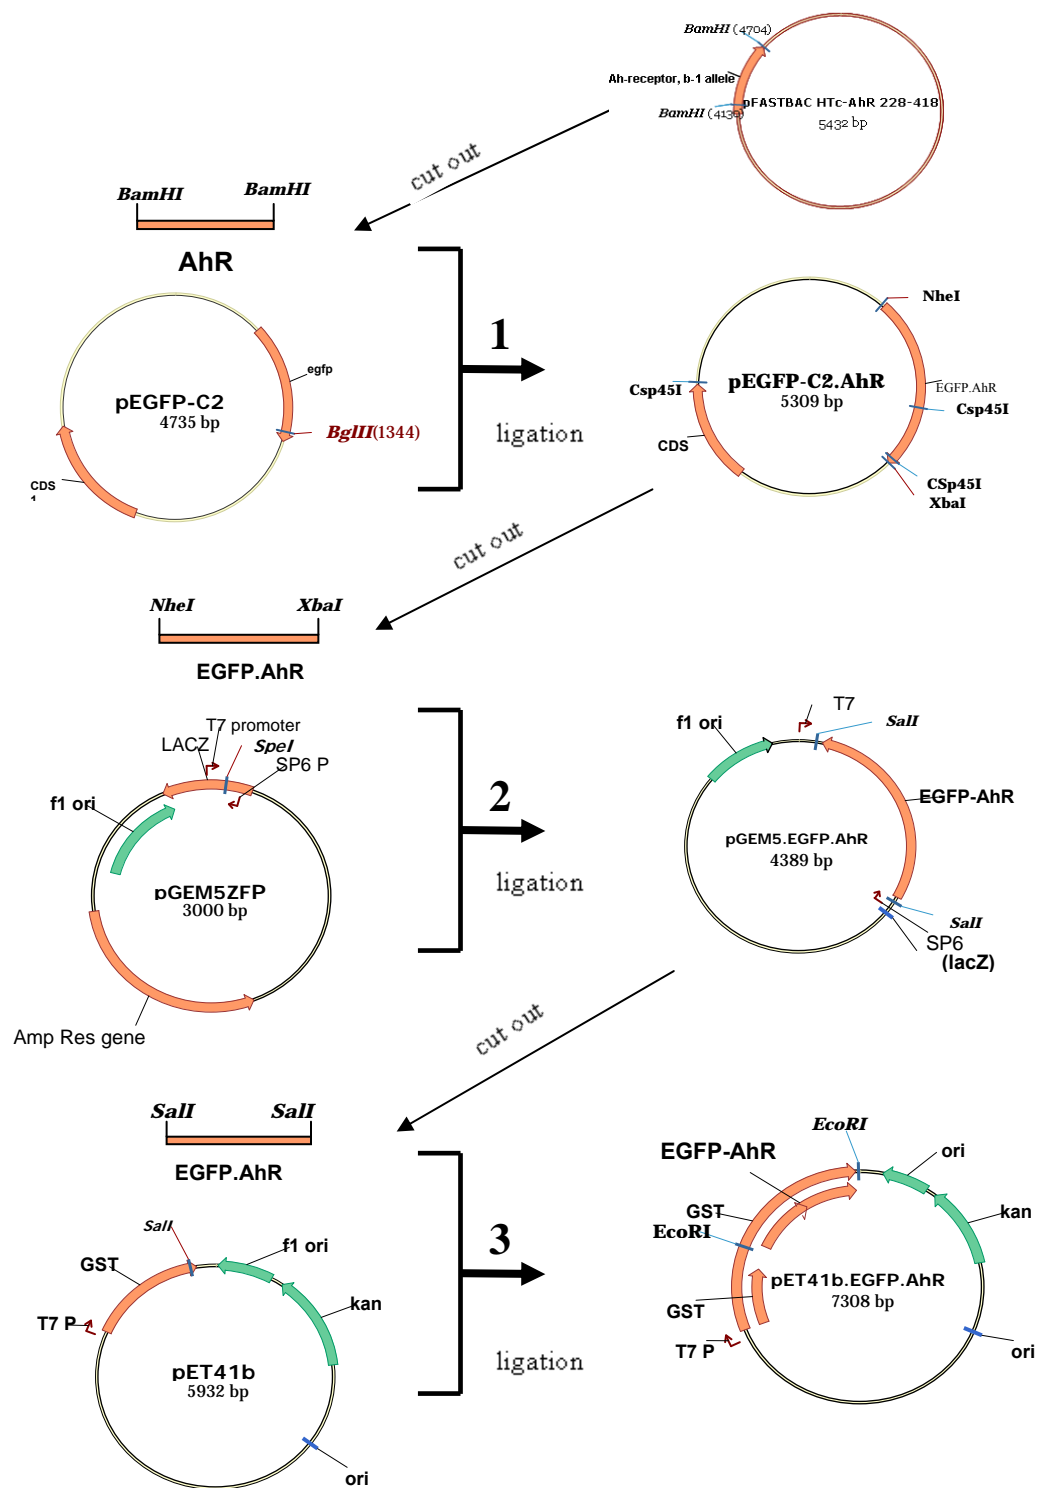 BamHI (4704)
Ah-receptor, b-1 allele
pFASTBAC HTc-AhR 228-418
BamHI (4130)
5432 bp
cut out
BamHI
BamHI
AhR
NheI
1
egfp
pEGFP-C2
4735 bp
BglII(1344)
CDS
ligation
Csp45I
pEGFP-C2.AhR
5309 bp
EGFP.AhR
Csp45I
CDS
CSp45I
XbaI
cut out
NheI
XbaI
EGFP.AhR
T7 promoter
LACZ
SpeI
SP6 P
f1 ori
2
pGEM5ZFP
3000 bp
ligation
Amp Res gene
T7
f1 ori
SalI
EGFP-AhR
pGEM5.EGFP.AhR
4389 bp
SalI
SP6
(lacZ)
cut out
SalI
SalI
EGFP.AhR
SalI
GST
f1 ori
3
kan
T7 P
pET41b
5932 bp
ligation
ori
EcoRI
EGFP-AhR
ori
GST
kan
EcoRI
pET41b.EGFP.AhR
7308 bp
GST
T7 P
ori